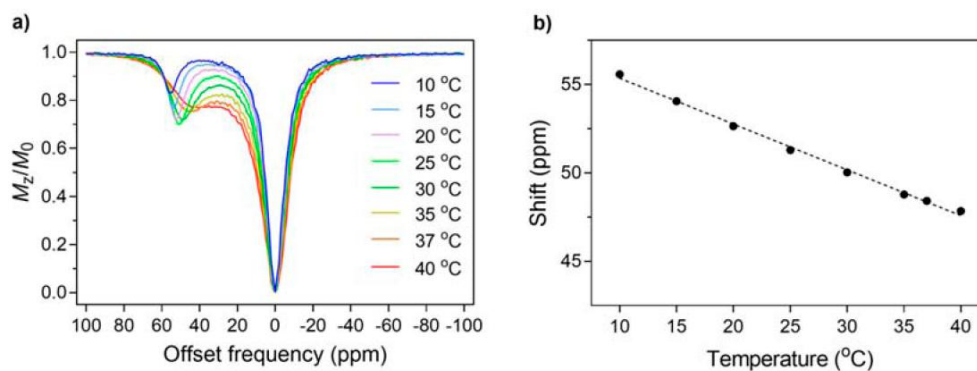 a)
1.0
0.8
0.6
0.4
0.2
0.0
Mz/M0
100 80 60 40 20 0 -20 -40 -60 -80 -100
Offset frequency (ppm)
10 °C
15 °C
20 °C
25 °C
30 °C
35 °C
37 °C
40 °C
b)
55
50
45
Shift (ppm)
10 15 20 25 30 35 40
Temperature (°C)